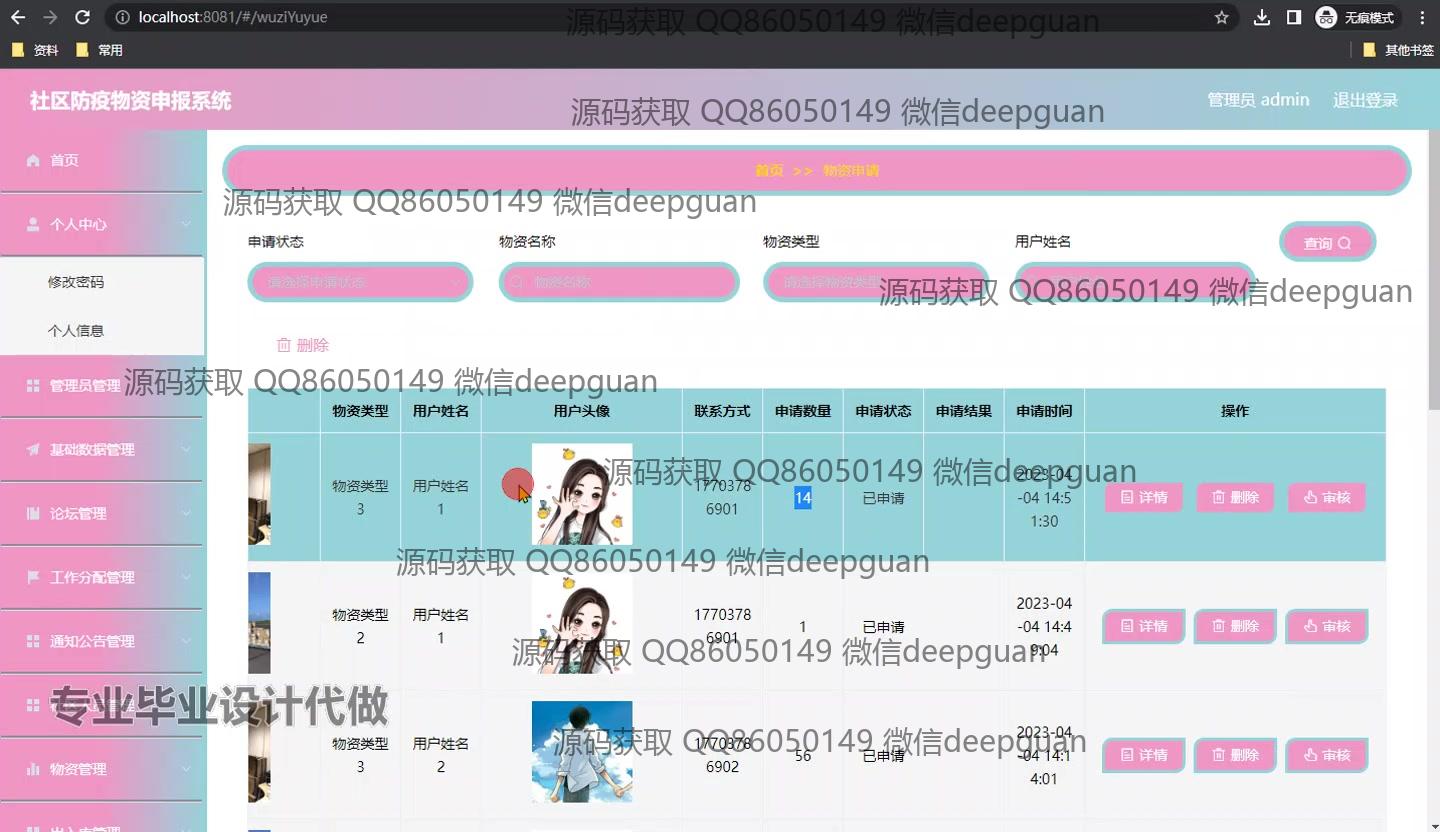 localhost:8081/#/wuziYuyue
无痕模式
资料
常用
其他书签
源码获取 QQ86050149 微信deepguan
社区防疫物资申报系统
源码获取 QQ86050149 微信deepguan
管理员 admin
退出登录
首页
首页 >> 物资申请
源码获取 QQ86050149 微信deepguan
个人中心
申请状态
物资名称
物资类型
用户姓名
查询
修改密码
请选择申请状态
物资名称
请选择物资类型
源码获取 QQ86050149 微信deepguan
个人信息
删除
管理员管理
源码获取 QQ86050149 微信deepguan
物资类型
用户姓名
用户头像
联系方式
申请数量
申请状态
申请结果
申请时间
操作
基础数据管理
源码获取 QQ86050149 微信deepguan
物资类型
3
用户姓名
1
1770378
6901
14
已申请
2023-04
-04 14:5
1:30
详情
删除
审核
论坛管理
源码获取 QQ86050149 微信deepguan
工作分配管理
物资类型
2
用户姓名
1
1770378
6901
1
已申请
2023-04
-04 14:4
9:04
详情
删除
审核
通知公告管理
源码获取 QQ86050149 微信deepguan
专业毕业设计代做
物资类型
3
用户姓名
2
1770378
6902
56
已申请
2023-04
-04 14:1
4:01
详情
删除
审核
源码获取 QQ86050149 微信deepguan
物资管理
出入库管理